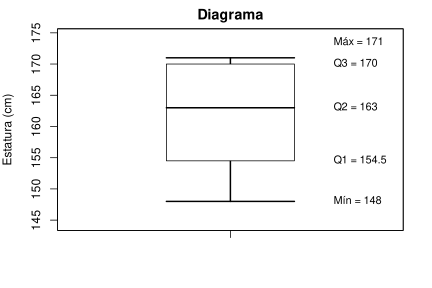 Diagrama
Estatura (cm)
175
170
165
160
155
150
145
Máx = 171
Q3 = 170
Q2 = 163
Q1 = 154.5
Mín = 148